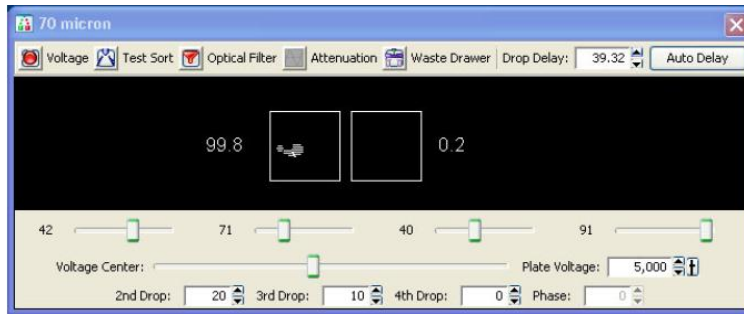 70 micron
Voltage Test Sort Optical Filter Attenuation Waste Drawer Drop Delay: 39.32 Auto Delay
99.8 0.2
42 71 40 91
Voltage Center: Plate Voltage: 5,000
2nd Drop: 20 3rd Drop: 10 4th Drop: 0 Phase: 0